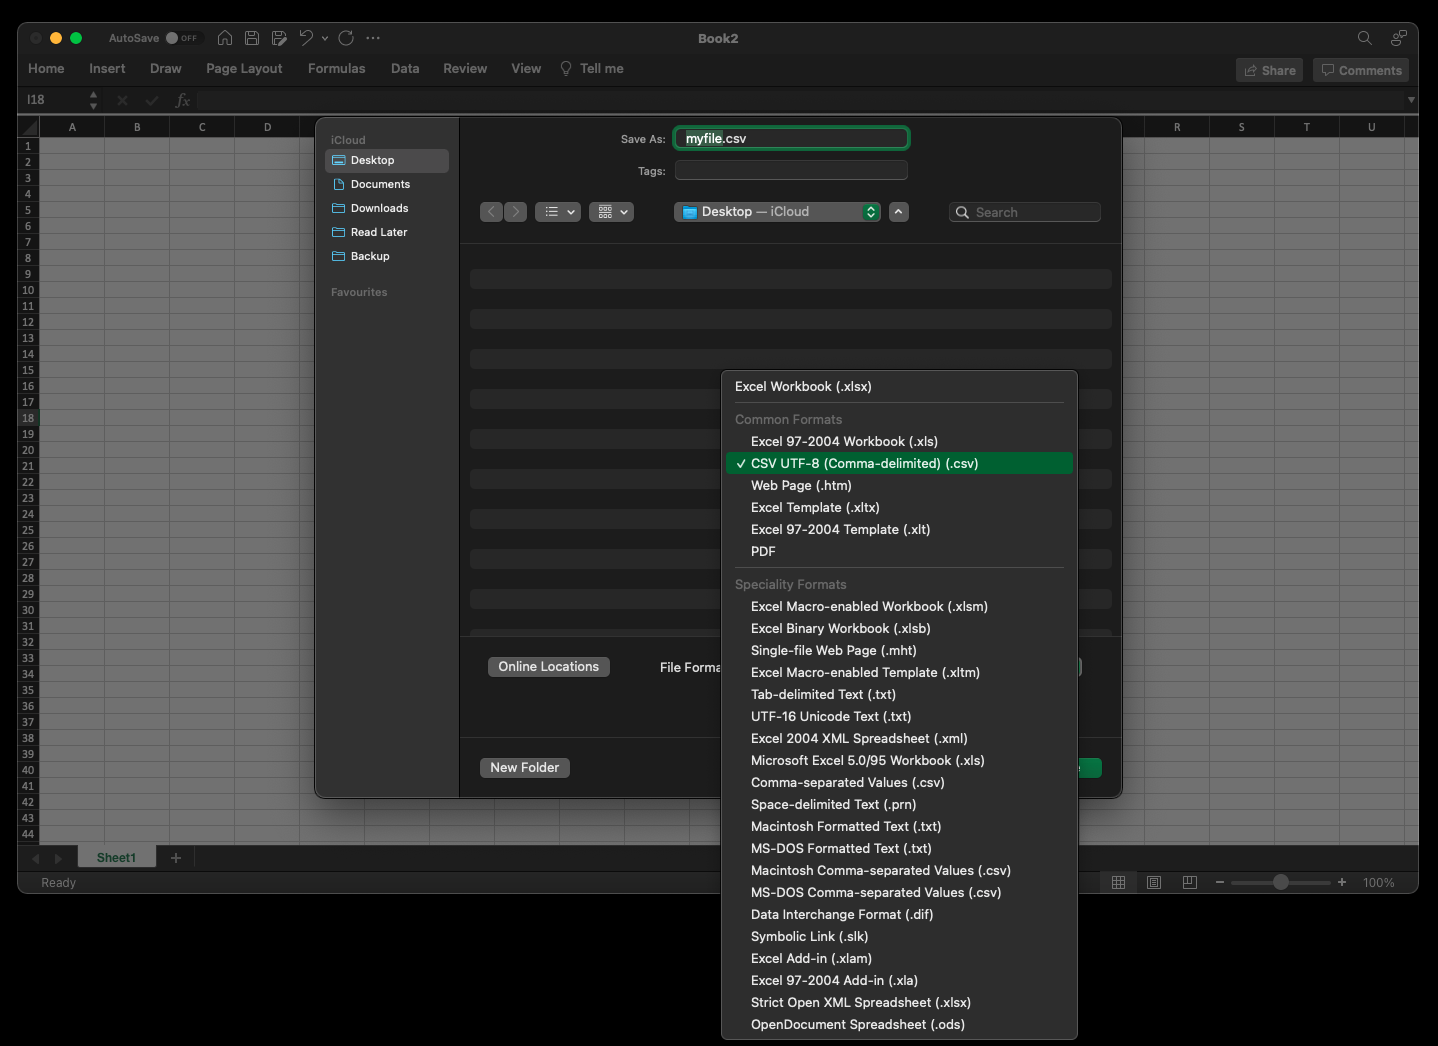 AutoSave OFF
Book2
Home Insert Draw Page Layout Formulas Data Review View Tell me
Share Comments
I18 fx
A B C D R S T U
1
2
3
4
5
6
7
8
9
10
11
12
13
14
15
16
17
18
19
20
21
22
23
24
25
26
27
28
29
30
31
32
33
34
35
36
37
38
39
40
41
42
43
44
iCloud
Desktop
Documents
Downloads
Read Later
Backup
Favourites
Save As: myfile.csv
Tags:
Desktop — iCloud
Search
Excel Workbook (.xlsx)
Common Formats
Excel 97-2004 Workbook (.xls)
✓ CSV UTF-8 (Comma-delimited) (.csv)
Web Page (.htm)
Excel Template (.xltx)
Excel 97-2004 Template (.xlt)
PDF
Speciality Formats
Excel Macro-enabled Workbook (.xlsm)
Excel Binary Workbook (.xlsb)
Single-file Web Page (.mht)
Excel Macro-enabled Template (.xltm)
Tab-delimited Text (.txt)
UTF-16 Unicode Text (.txt)
Excel 2004 XML Spreadsheet (.xml)
Microsoft Excel 5.0/95 Workbook (.xls)
Comma-separated Values (.csv)
Space-delimited Text (.prn)
Macintosh Formatted Text (.txt)
MS-DOS Formatted Text (.txt)
Macintosh Comma-separated Values (.csv)
MS-DOS Comma-separated Values (.csv)
Data Interchange Format (.dif)
Symbolic Link (.slk)
Excel Add-in (.xlam)
Excel 97-2004 Add-in (.xla)
Strict Open XML Spreadsheet (.xlsx)
OpenDocument Spreadsheet (.ods)
Online Locations
File Forma
New Folder
Sheet1
Ready
100%